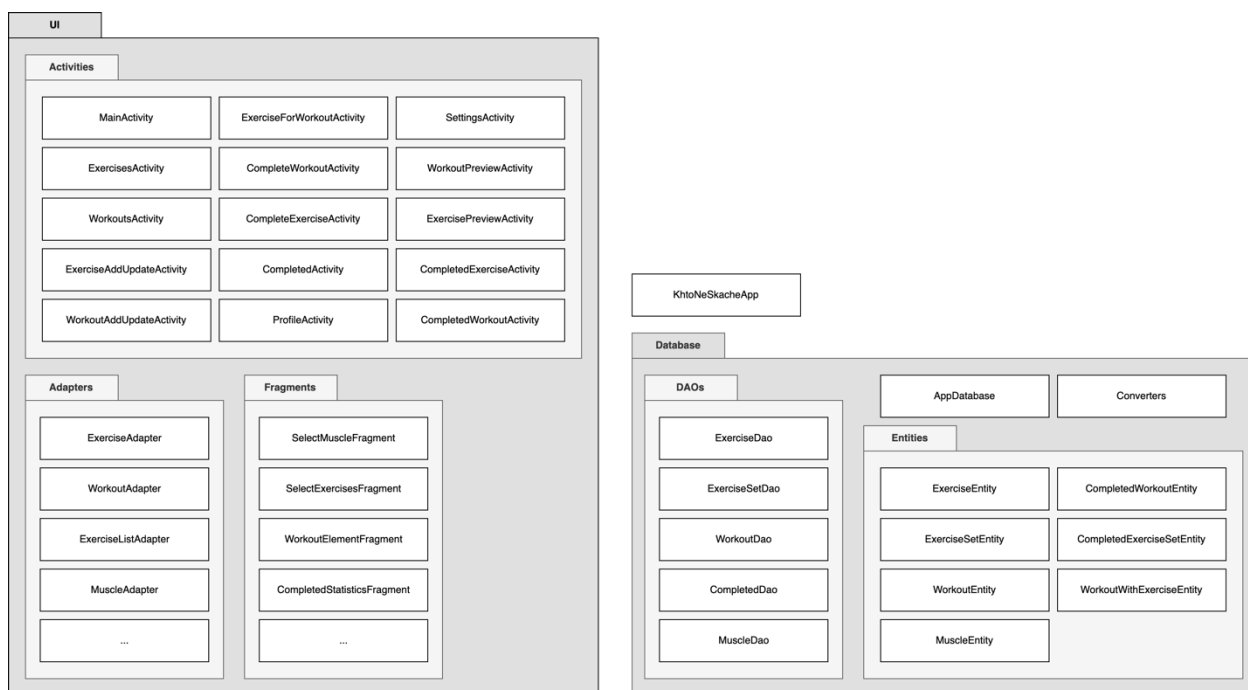 UI
Activities
MainActivity
ExerciseForWorkoutActivity
SettingsActivity
ExercisesActivity
CompleteWorkoutActivity
WorkoutPreviewActivity
WorkoutsActivity
CompleteExerciseActivity
ExercisePreviewActivity
ExerciseAddUpdateActivity
CompletedActivity
CompletedExerciseActivity
WorkoutAddUpdateActivity
ProfileActivity
CompletedWorkoutActivity
Adapters
ExerciseAdapter
WorkoutAdapter
ExerciseListAdapter
MuscleAdapter
...
Fragments
SelectMuscleFragment
SelectExercisesFragment
WorkoutElementFragment
CompletedStatisticsFragment
...
KhtoNeSkacheApp
Database
DAOs
ExerciseDao
ExerciseSetDao
WorkoutDao
CompletedDao
MuscleDao
AppDatabase
Converters
Entities
ExerciseEntity
CompletedWorkoutEntity
ExerciseSetEntity
CompletedExerciseSetEntity
WorkoutEntity
WorkoutWithExerciseEntity
MuscleEntity